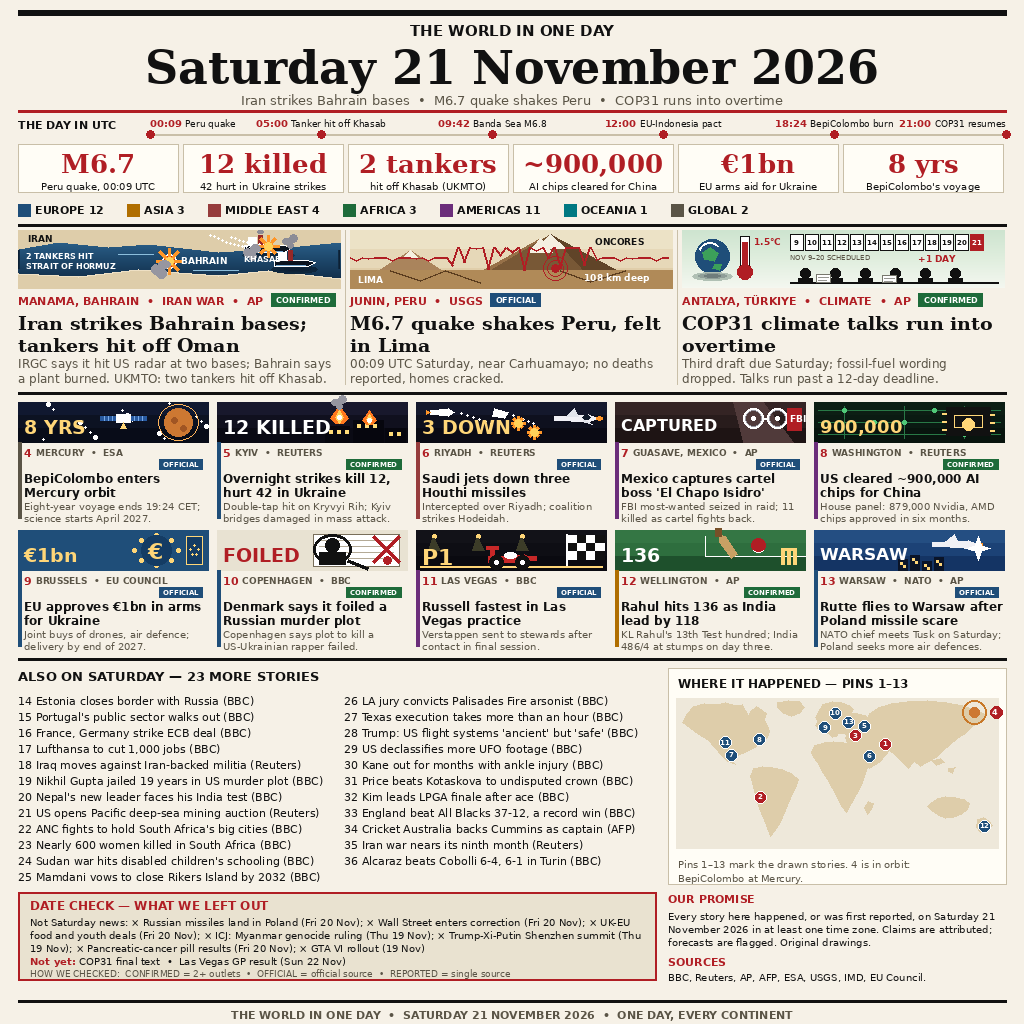 THE WORLD IN ONE DAY
Saturday 21 November 2026
Iran strikes Bahrain bases • M6.7 quake shakes Peru • COP31 runs into overtime
THE DAY IN UTC
00:09 Peru quake
05:00 Tanker hit off Khasab
09:42 Banda Sea M6.8
12:00 EU-Indonesia pact
18:24 BepiColombo burn
21:00 COP31 resumes
M6.7
Peru quake, 00:09 UTC
12 killed
42 hurt in Ukraine strikes
2 tankers
hit off Khasab (UKMTO)
~900,000
AI chips cleared for China
€1bn
EU arms aid for Ukraine
8 yrs
BepiColombo's voyage
EUROPE 12
ASIA 3
MIDDLE EAST 4
AFRICA 3
AMERICAS 11
OCEANIA 1
GLOBAL 2
IRAN
2 TANKERS HIT
STRAIT OF HORMUZ
BAHRAIN
KHASAB
MANAMA, BAHRAIN • IRAN WAR • AP
CONFIRMED
Iran strikes Bahrain bases;
tankers hit off Oman
IRGC says it hit US radar at two bases; Bahrain says
a plant burned. UKMTO: two tankers hit off Khasab.
ONCORES
LIMA
108 km deep
JUNIN, PERU • USGS
OFFICIAL
M6.7 quake shakes Peru, felt
in Lima
00:09 UTC Saturday, near Carhuamayo; no deaths
reported, homes cracked.
1.5°C
9 10 11 12 13 14 15 16 17 18 19 20 21
NOV 9–20 SCHEDULED
+1 DAY
ANTALYA, TÜRKIYE • CLIMATE • AP
CONFIRMED
COP31 climate talks run into
overtime
Third draft due Saturday; fossil-fuel wording
dropped. Talks run past a 12-day deadline.
8 YRS
4 MERCURY • ESA
OFFICIAL
BepiColombo enters
Mercury orbit
Eight-year voyage ends 19:24 CET;
science starts April 2027.
12 KILLED
5 KYIV • REUTERS
CONFIRMED
Overnight strikes kill 12,
hurt 42 in Ukraine
Double-tap hit on Kryvyi Rih; Kyiv
bridges damaged in mass attack.
3 DOWN
6 RIYADH • REUTERS
OFFICIAL
Saudi jets down three
Houthi missiles
Intercepted over Riyadh; coalition
strikes Hodeidah.
CAPTURED
FBI
7 GUASAVE, MEXICO • AP
OFFICIAL
Mexico captures cartel
boss 'El Chapo Isidro'
FBI most-wanted seized in raid; 11
killed as cartel fights back.
900,000
8 WASHINGTON • REUTERS
CONFIRMED
US cleared ~900,000 AI
chips for China
House panel: 879,000 Nvidia, AMD
chips approved in six months.
€1bn
€
9 BRUSSELS • EU COUNCIL
OFFICIAL
EU approves €1bn in arms
for Ukraine
Joint buys of drones, air defence;
delivery by end of 2027.
FOILED
10 COPENHAGEN • BBC
CONFIRMED
Denmark says it foiled a
Russian murder plot
Copenhagen says plot to kill a
US-Ukrainian rapper failed.
P1
11 LAS VEGAS • BBC
OFFICIAL
Russell fastest in Las
Vegas practice
Verstappen sent to stewards after
contact in final session.
136
12 WELLINGTON • AP
CONFIRMED
Rahul hits 136 as India
lead by 118
KL Rahul's 13th Test hundred; India
486/4 at stumps on day three.
WARSAW
13 WARSAW • NATO • AP
OFFICIAL
Rutte flies to Warsaw after
Poland missile scare
NATO chief meets Tusk on Saturday;
Poland seeks more air defences.
ALSO ON SATURDAY — 23 MORE STORIES
14 Estonia closes border with Russia (BBC)
15 Portugal's public sector walks out (BBC)
16 France, Germany strike ECB deal (BBC)
17 Lufthansa to cut 1,000 jobs (BBC)
18 Iraq moves against Iran-backed militia (Reuters)
19 Nikhil Gupta jailed 19 years in US murder plot (BBC)
20 Nepal's new leader faces his India test (BBC)
21 US opens Pacific deep-sea mining auction (Reuters)
22 ANC fights to hold South Africa's big cities (BBC)
23 Nearly 600 women killed in South Africa (BBC)
24 Sudan war hits disabled children's schooling (BBC)
25 Mamdani vows to close Rikers Island by 2032 (BBC)
26 LA jury convicts Palisades Fire arsonist (BBC)
27 Texas execution takes more than an hour (BBC)
28 Trump: US flight systems 'ancient' but 'safe' (BBC)
29 US declassifies more UFO footage (BBC)
30 Kane out for months with ankle injury (BBC)
31 Price beats Kotaskova to undisputed crown (BBC)
32 Kim leads LPGA finale after ace (BBC)
33 England beat All Blacks 37-12, a record win (BBC)
34 Cricket Australia backs Cummins as captain (AFP)
35 Iran war nears its ninth month (Reuters)
36 Alcaraz beats Cobolli 6-4, 6-1 in Turin (BBC)
WHERE IT HAPPENED — PINS 1–13
10
4
13
9
5
3
11
8
1
7
6
2
12
Pins 1–13 mark the drawn stories. 4 is in orbit:
BepiColombo at Mercury.
DATE CHECK — WHAT WE LEFT OUT
Not Saturday news: × Russian missiles land in Poland (Fri 20 Nov); × Wall Street enters correction (Fri 20 Nov); × UK-EU
food and youth deals (Fri 20 Nov); × ICJ: Myanmar genocide ruling (Thu 19 Nov); × Trump-Xi-Putin Shenzhen summit (Thu
19 Nov); × Pancreatic-cancer pill results (Fri 20 Nov); × GTA VI rollout (19 Nov)
Not yet: COP31 final text • Las Vegas GP result (Sun 22 Nov)
HOW WE CHECKED: CONFIRMED = 2+ outlets • OFFICIAL = official source • REPORTED = single source
OUR PROMISE
Every story here happened, or was first reported, on Saturday 21
November 2026 in at least one time zone. Claims are attributed;
forecasts are flagged. Original drawings.
SOURCES
BBC, Reuters, AP, AFP, ESA, USGS, IMD, EU Council.
THE WORLD IN ONE DAY • SATURDAY 21 NOVEMBER 2026 • ONE DAY, EVERY CONTINENT